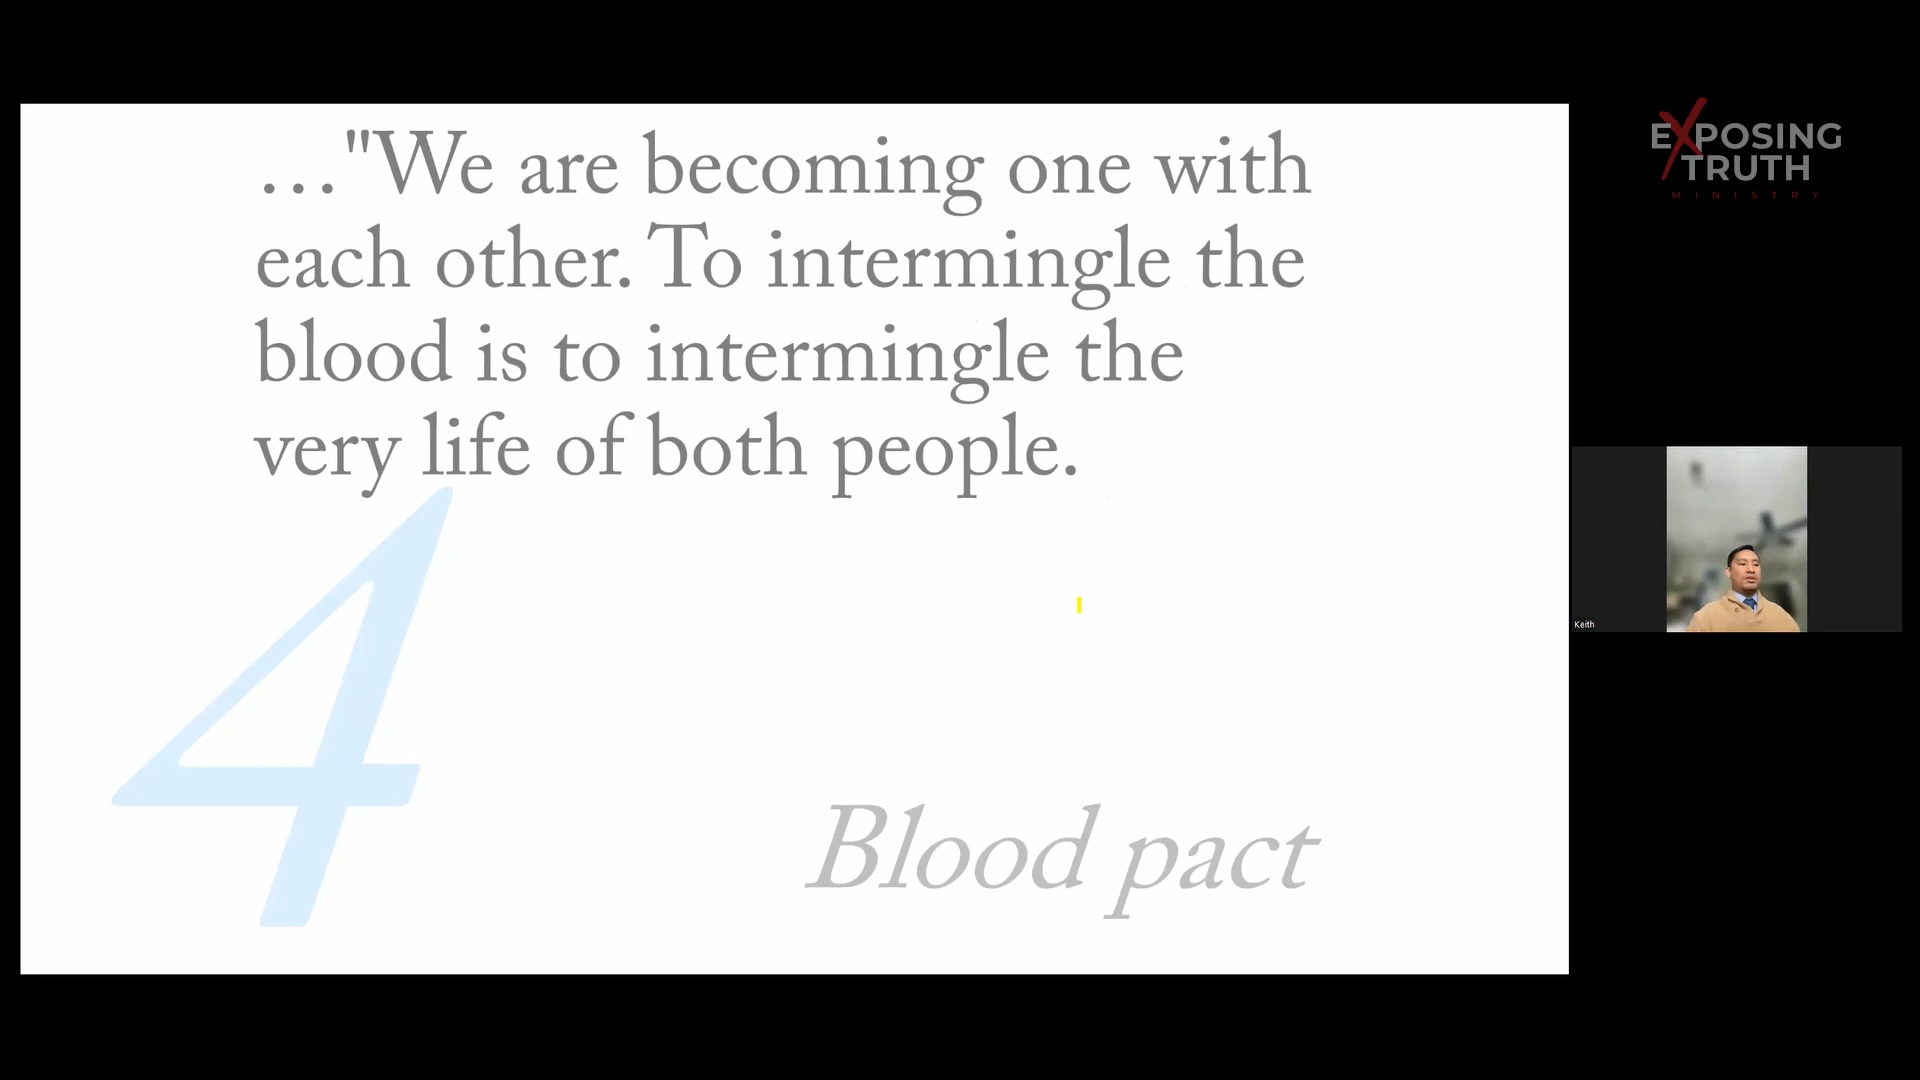 …"We are becoming one with
each other. To intermingle the
blood is to intermingle the
very life of both people.
4
Blood pact
EXPOSING
TRUTH
MINISTRY
Keith